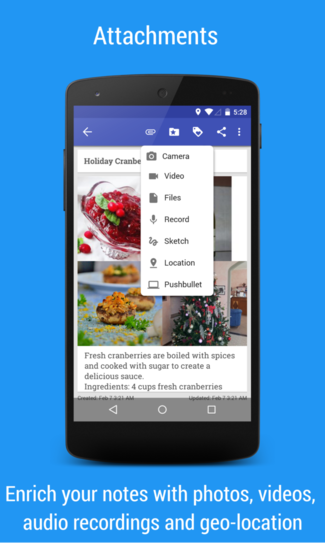 Attachments
5:28
Holiday Cranbe
Camera
Video
Files
Record
Sketch
Location
Pushbullet
Fresh cranberries are boiled with spices
and cooked with sugar to create a
delicious sauce.
Ingredients: 4 cups fresh cranberries
Created: Feb 7 3:21 AM Updated: Feb 7 3:21 AM
Enrich your notes with photos, videos,
audio recordings and geo-location